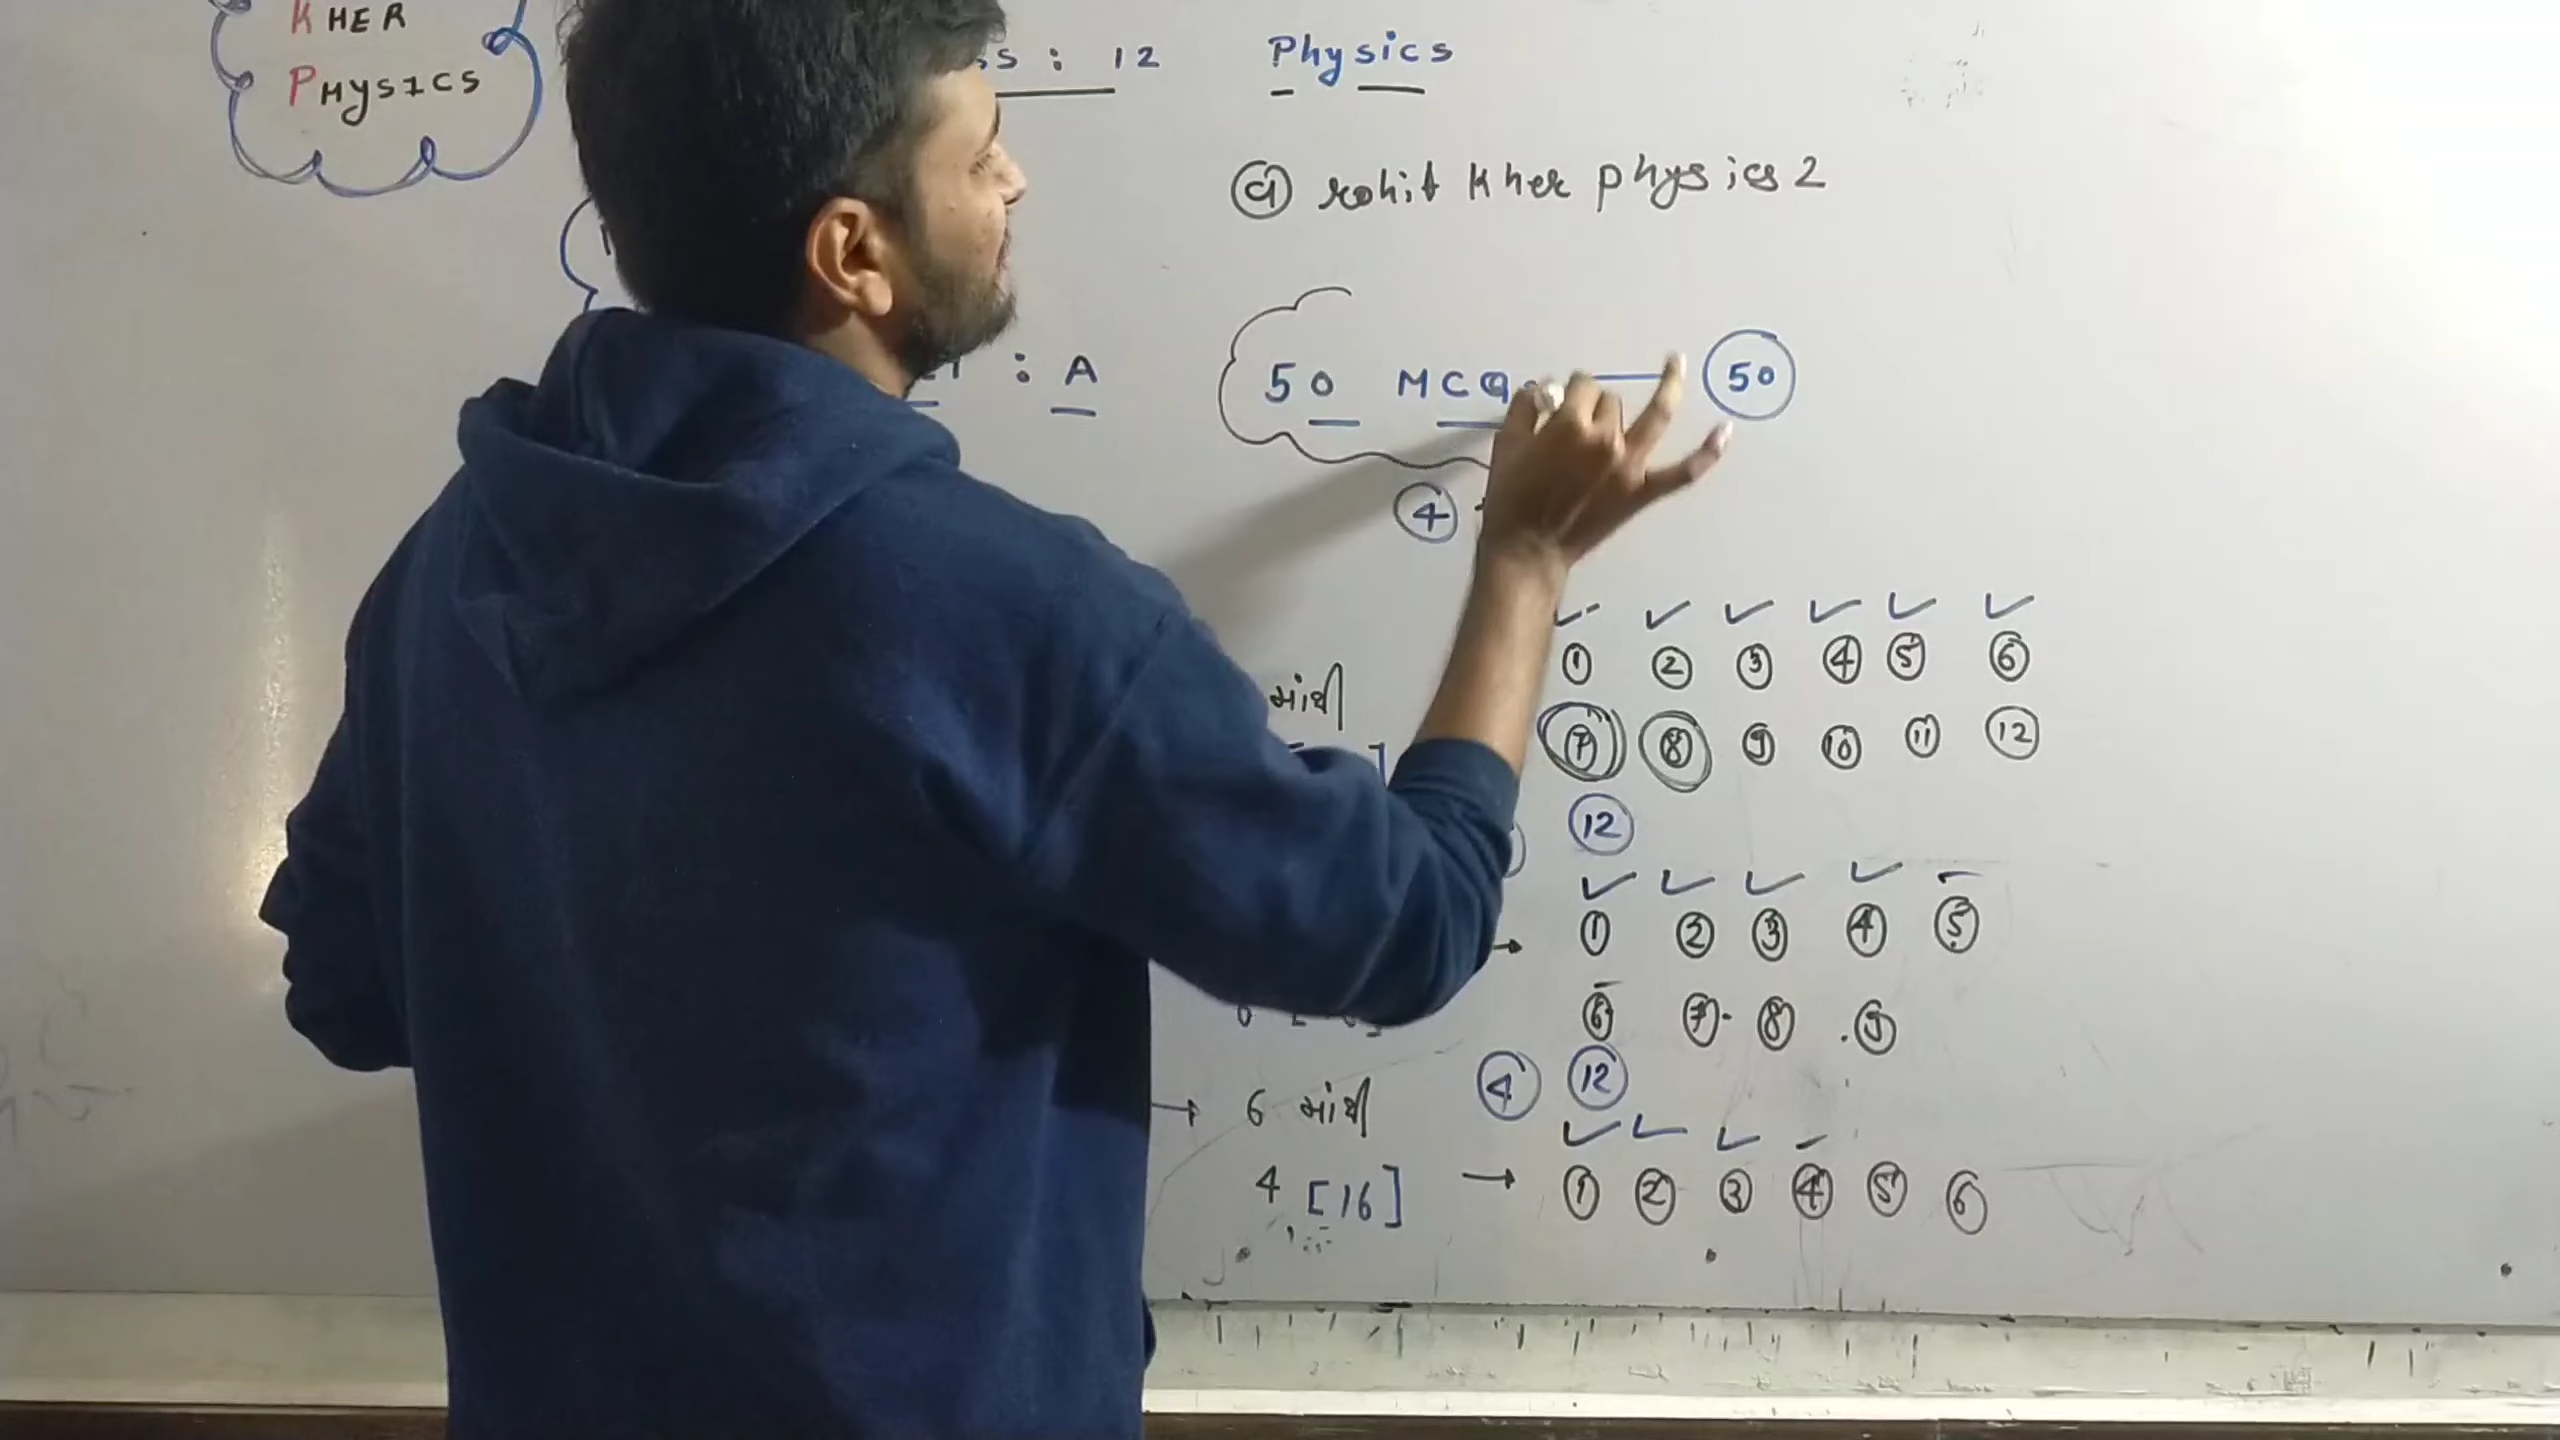 KHER
PHYSICS
: 12 Physics
@ rohit kher physics 2
: A
50 MCQ 50
4
1 2 3 4 5 6
માંથી
7 8 9 10 11 12
12
1 2 3 4 5
6 7 8 9
6 માંથી
4 12
4 [16] → 1 2 3 4 5 6